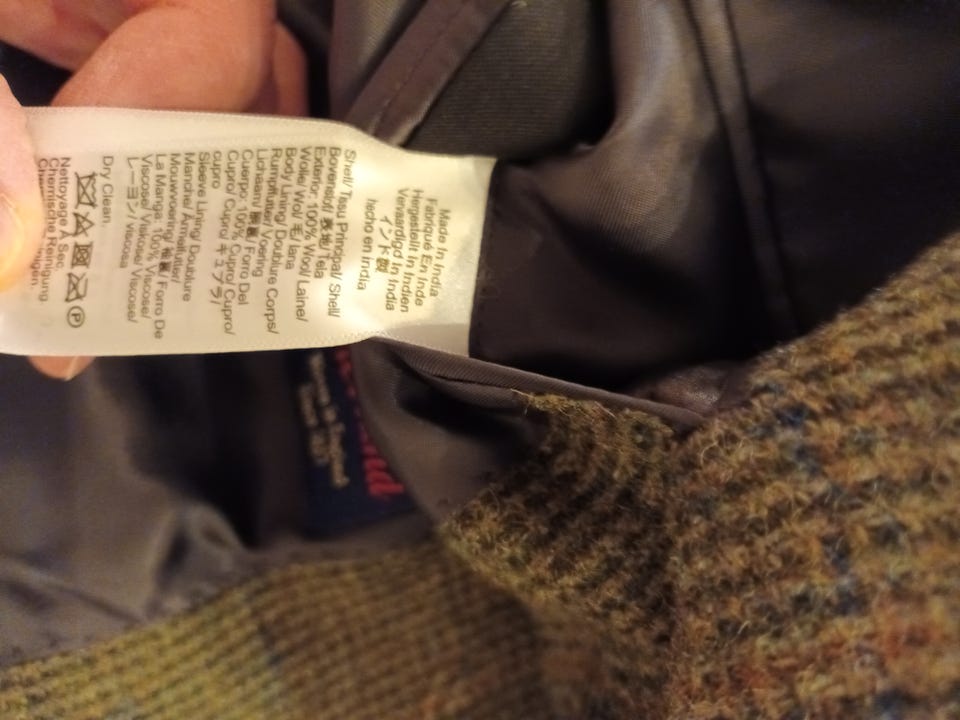 Made In India
Fabriqué En Inde
Hergestellt In Indien
Vervaardigd In India
インド製
hecho en india
Shell/ Tissu Principal/ Shell/
Bovenstof/ 表地/ Tela
Exterior: 100% Wool/ Laine/
Wolle/ Wol/ 毛/ lana
Body Lining/ Doublure Corps/
Rumpffutter/ Voering
Lichaam/ 胴裏/ Forro Del
Cuerpo: 100% Cupro/
Cupro/ Cupro/ キュプラ/
cupro
Sleeve Lining/ Doublure
Manche/ Ärmelfutter/
Mouwvoering/ 袖裏/ Forro De
La Manga: 100% Viscose/
Viscose/ Viskose/ Viscose/
レーヨン/ viscosa
Dry Clean.
P
Nettoyage À Sec.
Chemische Reinigung